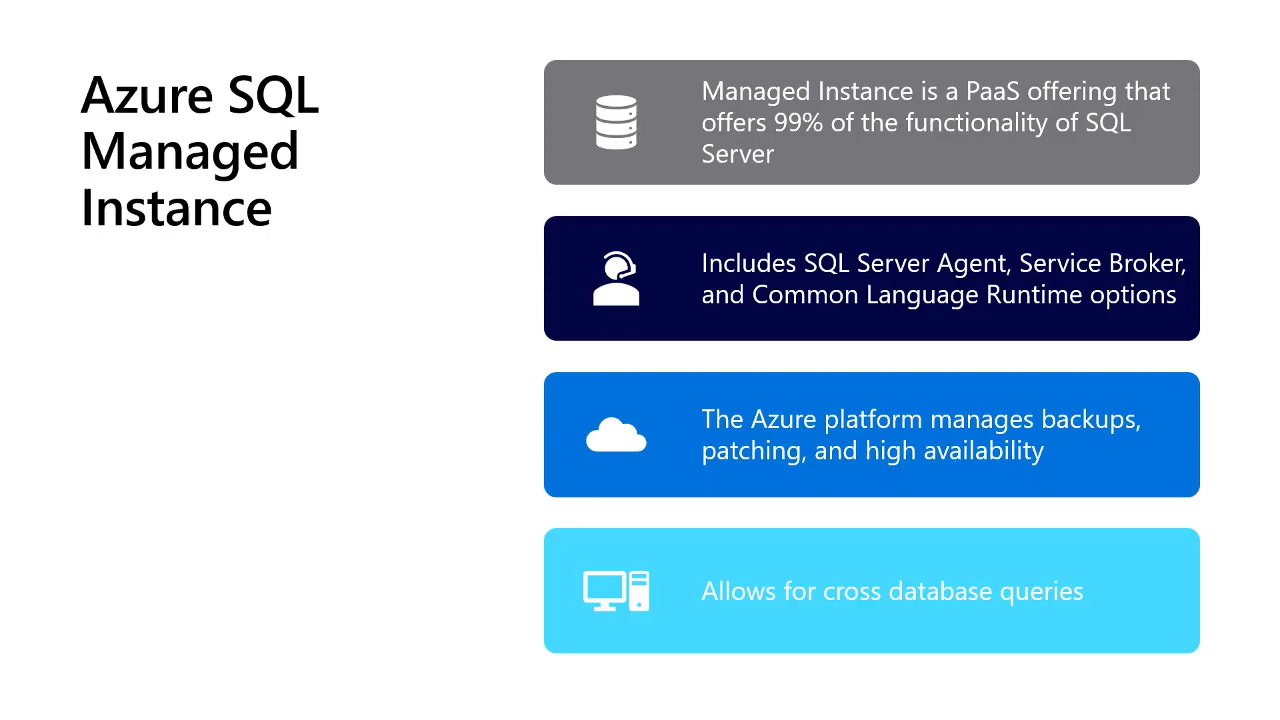 Azure SQL
Managed
Instance
Managed Instance is a PaaS offering that
offers 99% of the functionality of SQL
Server
Includes SQL Server Agent, Service Broker,
and Common Language Runtime options
The Azure platform manages backups,
patching, and high availability
Allows for cross database queries